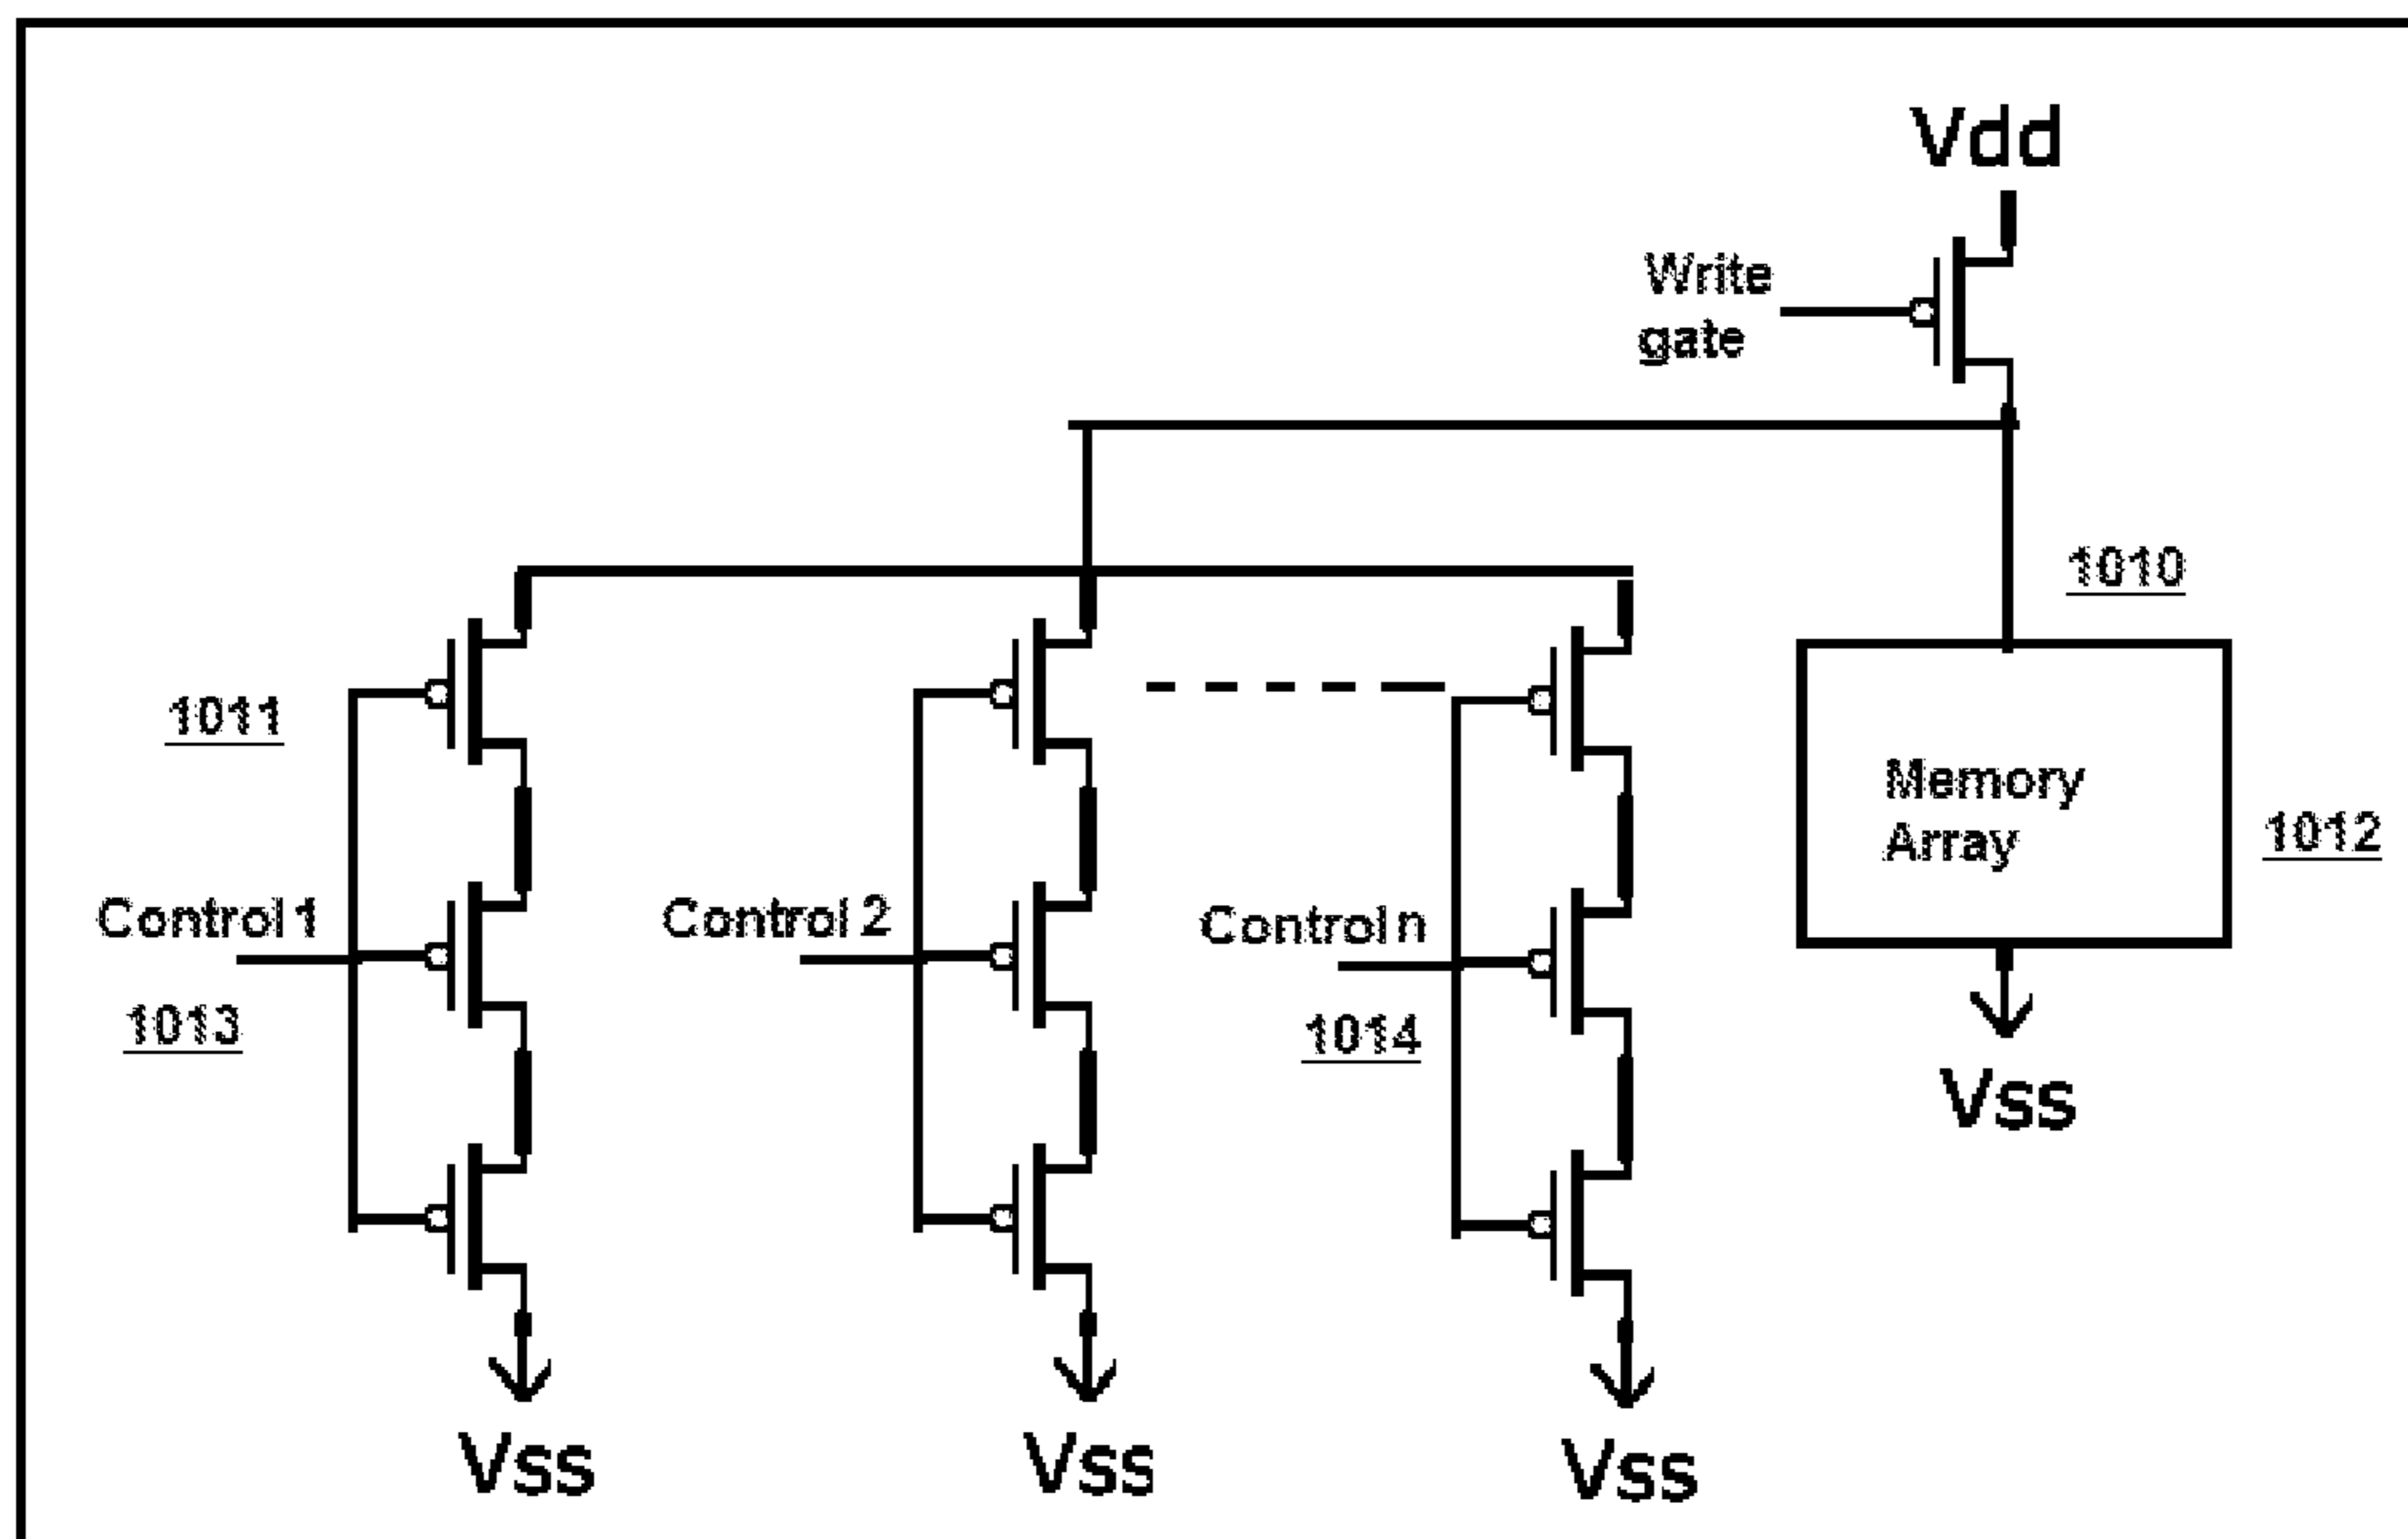 Vdd
Write
gate
1010
1011
Memory
Array
1012
Control 1
Control 2
Control n
1013
1014
Vss
Vss
Vss
Vss